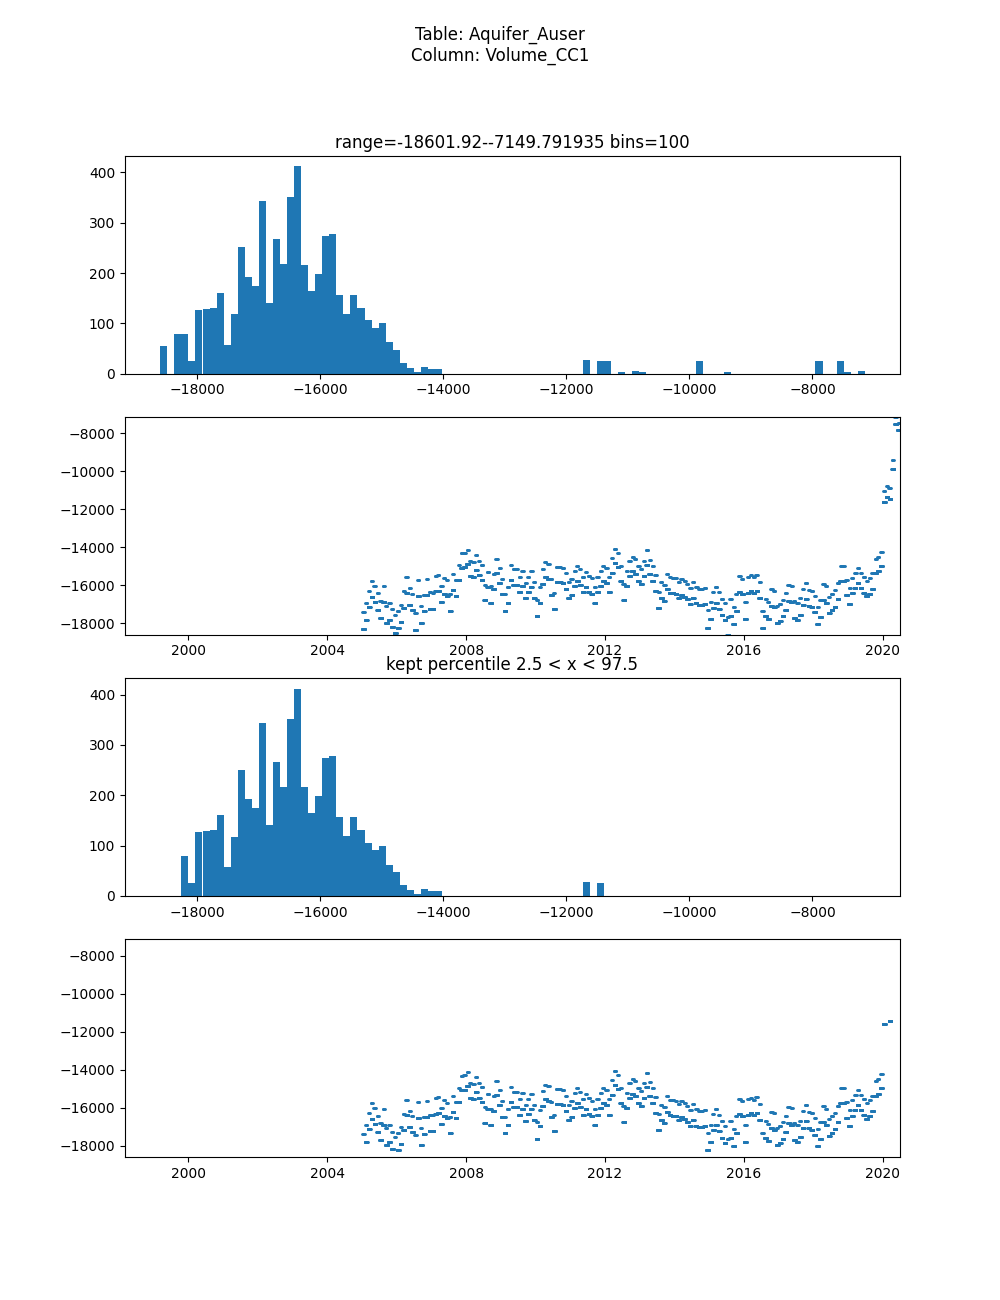 Table: Aquifer_Auser
Column: Volume_CC1
range=-18601.92--7149.791935 bins=100
400
300
200
100
0
−18000 −16000 −14000 −12000 −10000 −8000
−8000
−10000
−12000
−14000
−16000
−18000
2000 2004 2008 2012 2016 2020
kept percentile 2.5 < x < 97.5
400
300
200
100
0
−18000 −16000 −14000 −12000 −10000 −8000
−8000
−10000
−12000
−14000
−16000
−18000
2000 2004 2008 2012 2016 2020